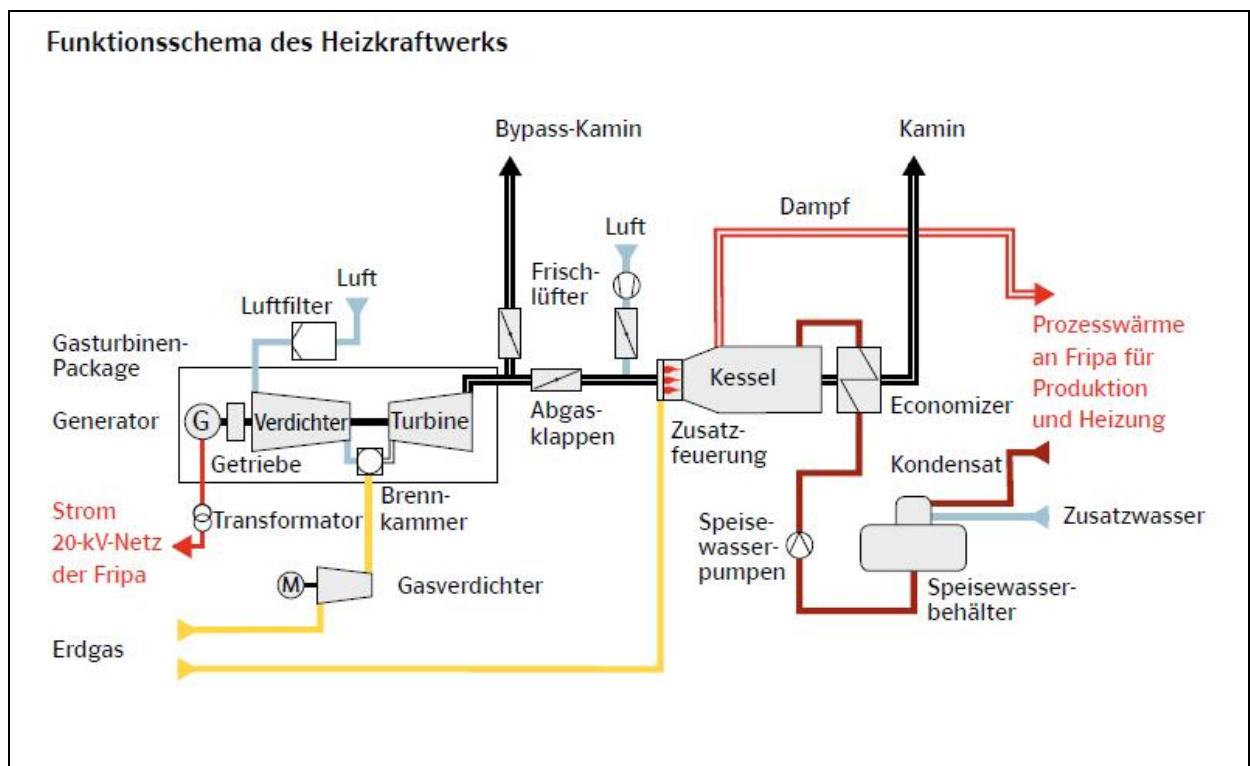 Funktionsschema des Heizkraftwerks
Bypass-Kamin
Kamin
Dampf
Luft
Frisch-
lüfter
Luft
Luftfilter
Gasturbinen-
Package
Prozesswärme
an Fripa für
Produktion
und Heizung
Kessel
Economizer
Generator
G
Verdichter
Turbine
Abgas-
klappen
Zusatz-
feuerung
Getriebe
Kondensat
Brenn-
kammer
Strom
20-kV-Netz
der Fripa
Transformator
Speise-
wasser-
pumpen
Zusatzwasser
M
Gasverdichter
Speisewasser-
behälter
Erdgas